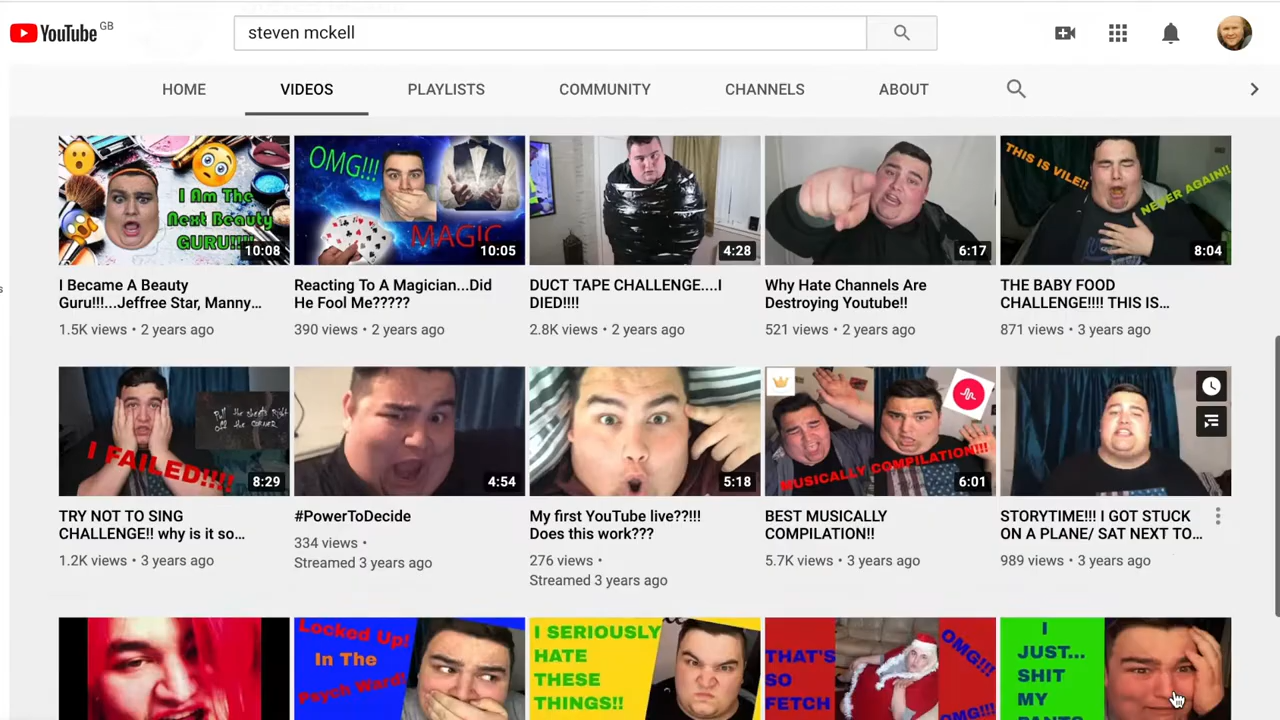 YouTube GB
steven mckell
HOME
VIDEOS
PLAYLISTS
COMMUNITY
CHANNELS
ABOUT
I Am The
Next Beauty
GURU!!!
10:08
OMG!!!
MAGIC
10:05
4:28
6:17
THIS IS VILE!!
NEVER AGAIN!!
8:04
I Became A Beauty
Guru!!!...Jeffree Star, Manny...
1.5K views • 2 years ago
Reacting To A Magician...Did
He Fool Me?????
390 views • 2 years ago
DUCT TAPE CHALLENGE....I
DIED!!!!
2.8K views • 2 years ago
Why Hate Channels Are
Destroying Youtube!!
521 views • 2 years ago
THE BABY FOOD
CHALLENGE!!!! THIS IS...
871 views • 3 years ago
Pull the sheets Right
off the CORNER
I FAILED!!!!
8:29
4:54
5:18
MUSICALLY COMPILATION!!!
6:01
TRY NOT TO SING
CHALLENGE!! why is it so...
1.2K views • 3 years ago
#PowerToDecide
334 views •
Streamed 3 years ago
My first YouTube live??!!!
Does this work???
276 views •
Streamed 3 years ago
BEST MUSICALLY
COMPILATION!!
5.7K views • 3 years ago
STORYTIME!!! I GOT STUCK
ON A PLANE/ SAT NEXT TO...
989 views • 3 years ago
Locked Up!
In The
Psych Ward!
I SERIOUSLY
HATE
THESE
THINGS!!
THAT'S
SO
FETCH
OMG!!!
OMG!!!
I
JUST...
SHIT
MY
PANTS